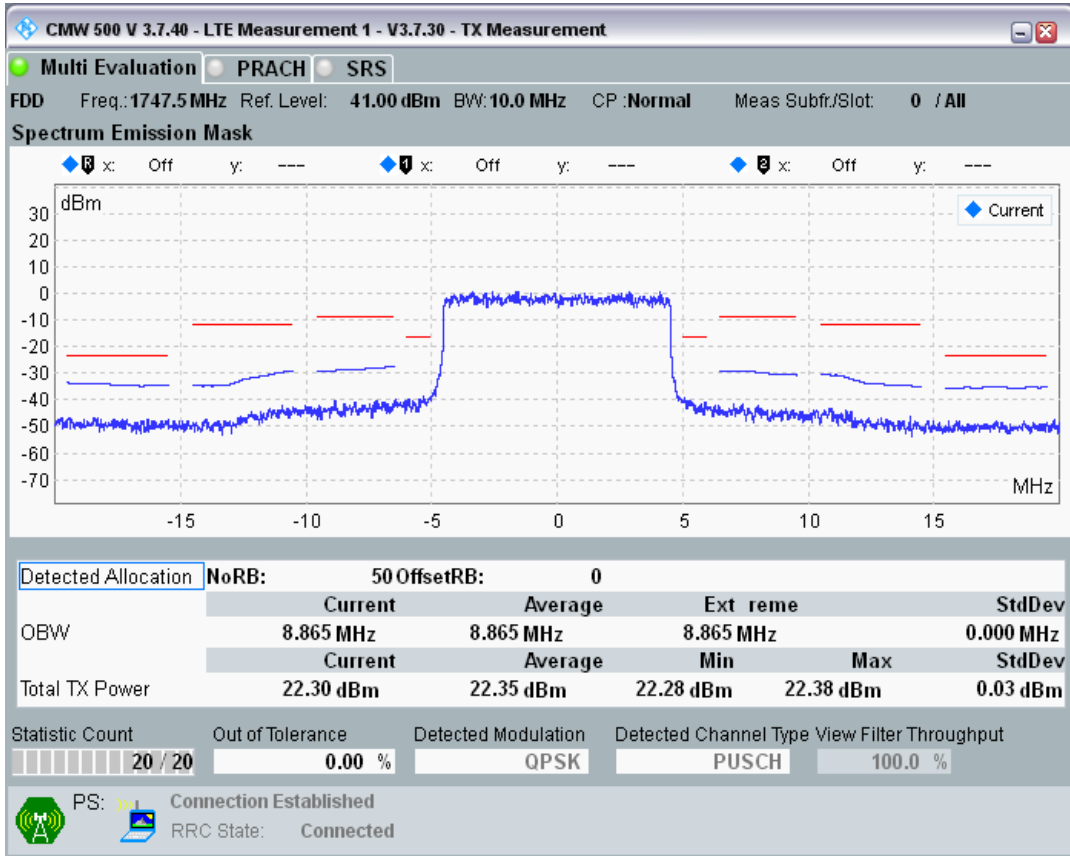 CMW 500 V 3.7.40 - LTE Measurement 1 - V3.7.30 - TX Measurement
Multi Evaluation PRACH SRS
FDD Freq.: 1747.5 MHz Ref. Level: 41.00 dBm BW: 10.0 MHz CP :Normal Meas Subfr./Slot: 0 / All
Spectrum Emission Mask
R x: Off y: --- 1 x: Off y: --- 2 x: Off y: ---
dBm
Current
30
20
10
0
-10
-20
-30
-40
-50
-60
-70
MHz
-15 -10 -5 0 5 10 15
Detected Allocation NoRB: 50 OffsetRB: 0
Current Average Ext reme StdDev
OBW 8.865 MHz 8.865 MHz 8.865 MHz 0.000 MHz
Current Average Min Max StdDev
Total TX Power 22.30 dBm 22.35 dBm 22.28 dBm 22.38 dBm 0.03 dBm
Statistic Count Out of Tolerance Detected Modulation Detected Channel Type View Filter Throughput
20 / 20 0.00 % QPSK PUSCH 100.0 %
PS: Connection Established
RRC State: Connected